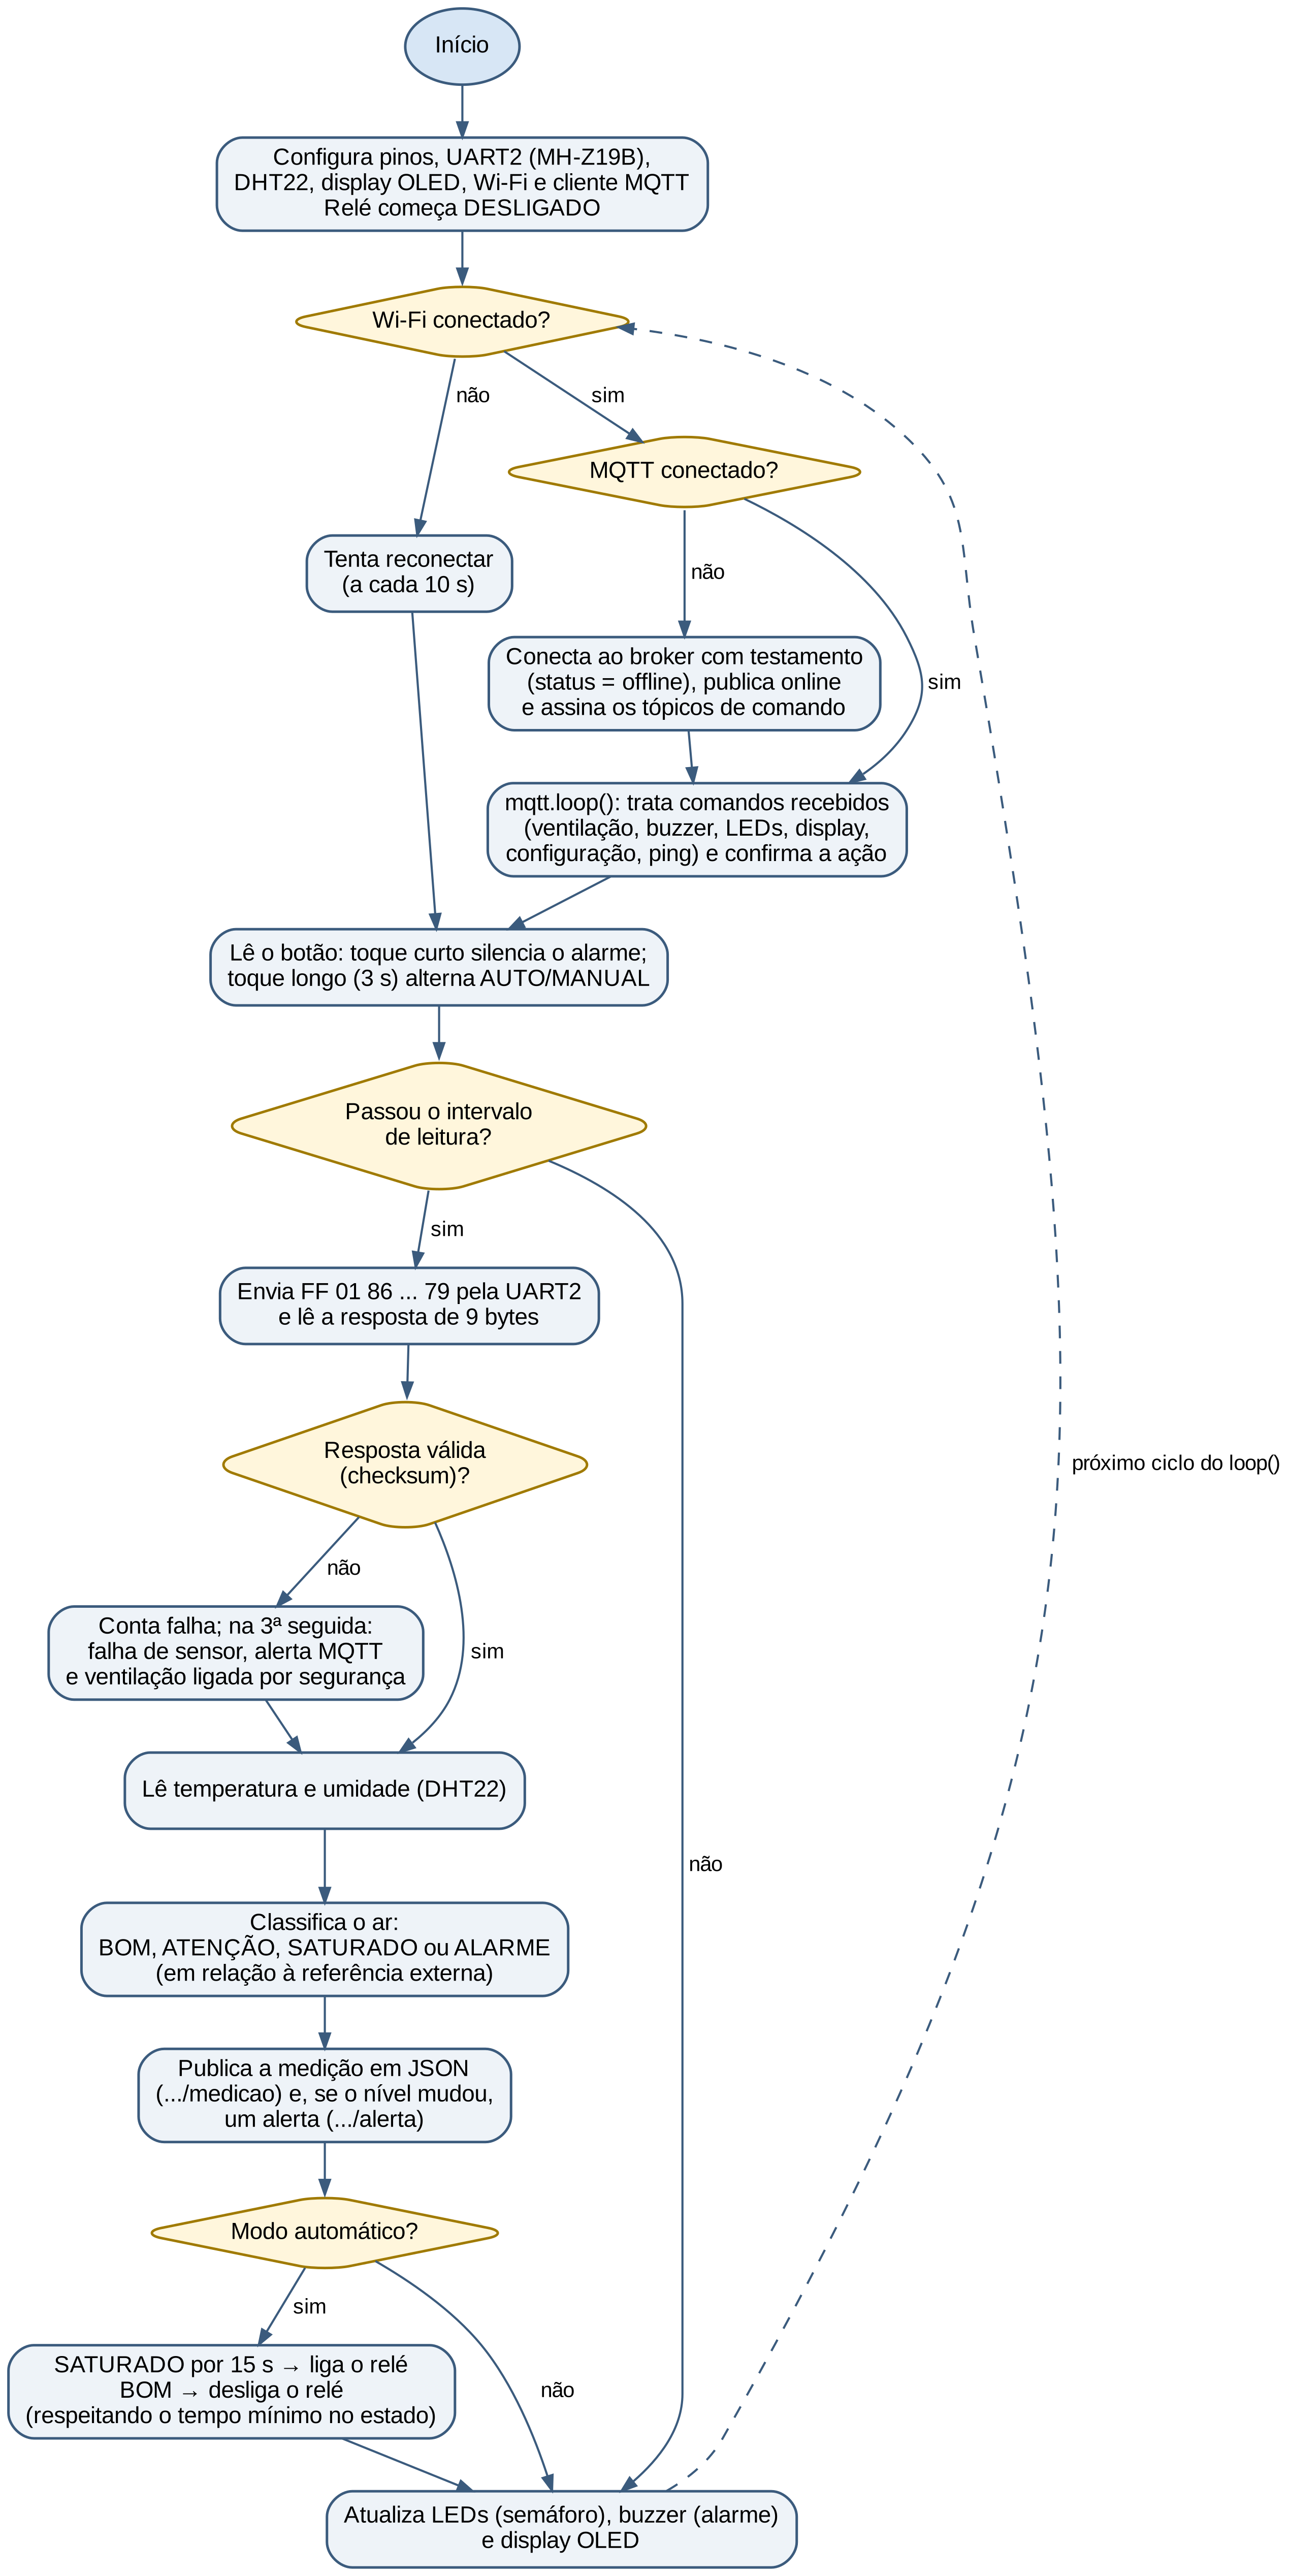 Início
Configura pinos, UART2 (MH-Z19B),
DHT22, display OLED, Wi-Fi e cliente MQTT
Relé começa DESLIGADO
Wi-Fi conectado?
não
sim
MQTT conectado?
Tenta reconectar
(a cada 10 s)
não
Conecta ao broker com testamento
(status = offline), publica online
e assina os tópicos de comando
sim
mqtt.loop(): trata comandos recebidos
(ventilação, buzzer, LEDs, display,
configuração, ping) e confirma a ação
Lê o botão: toque curto silencia o alarme;
toque longo (3 s) alterna AUTO/MANUAL
Passou o intervalo
de leitura?
sim
Envia FF 01 86 ... 79 pela UART2
e lê a resposta de 9 bytes
Resposta válida
(checksum)?
próximo ciclo do loop()
não
Conta falha; na 3ª seguida:
falha de sensor, alerta MQTT
e ventilação ligada por segurança
sim
Lê temperatura e umidade (DHT22)
não
Classifica o ar:
BOM, ATENÇÃO, SATURADO ou ALARME
(em relação à referência externa)
Publica a medição em JSON
(.../medicao) e, se o nível mudou,
um alerta (.../alerta)
Modo automático?
sim
SATURADO por 15 s → liga o relé
BOM → desliga o relé
(respeitando o tempo mínimo no estado)
não
Atualiza LEDs (semáforo), buzzer (alarme)
e display OLED